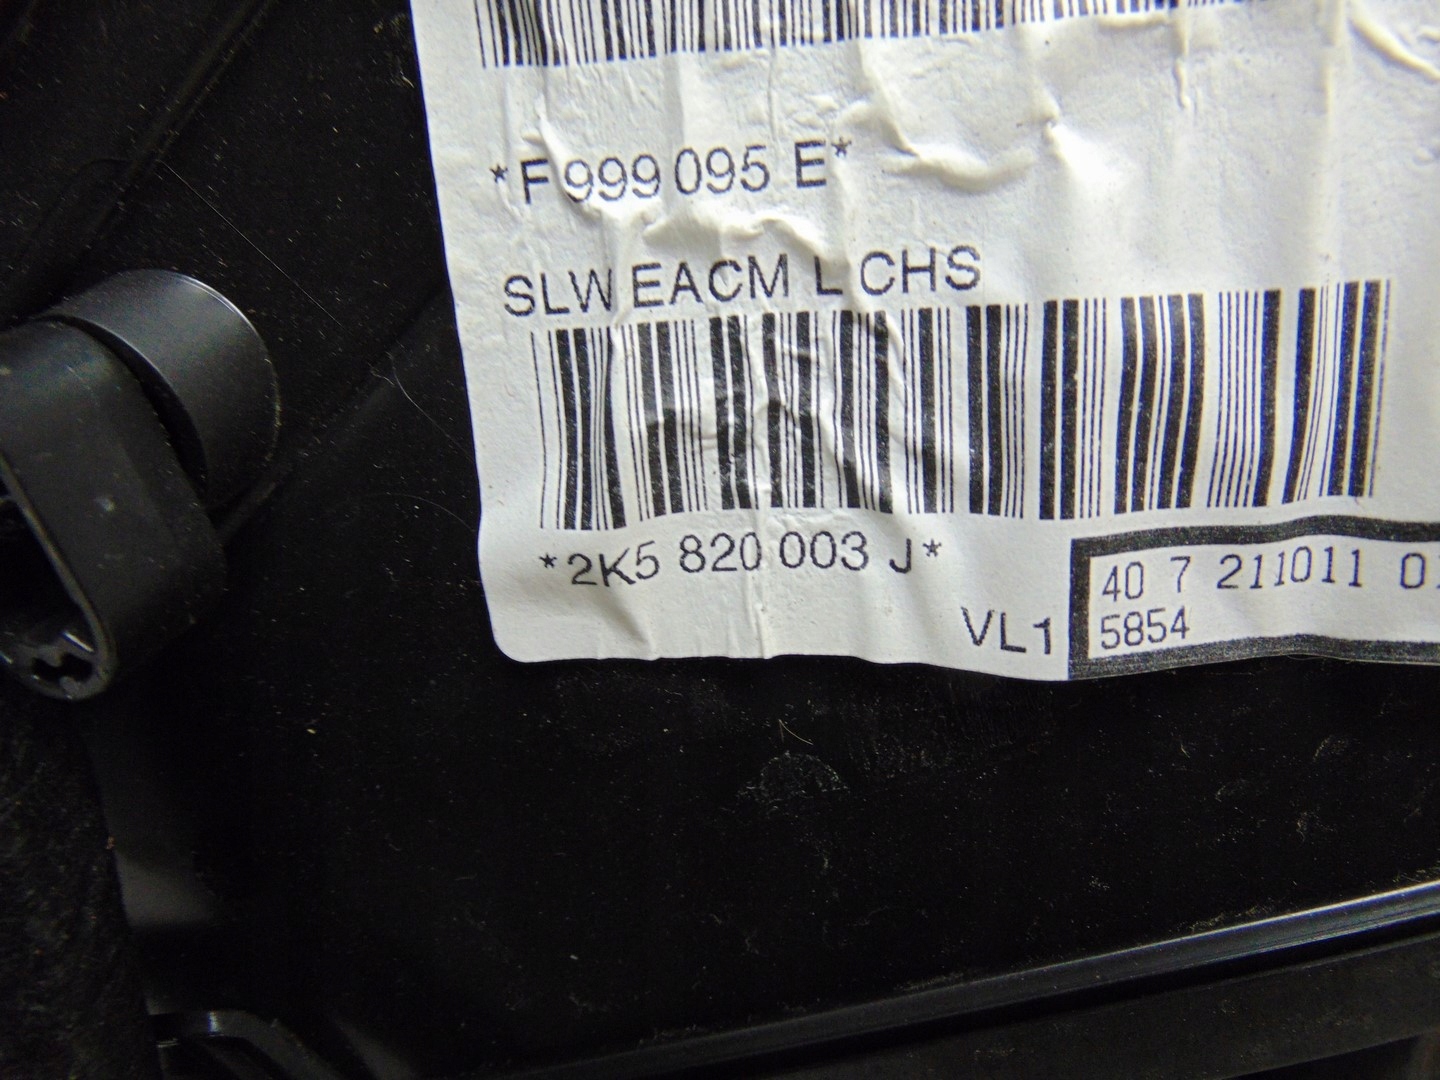 *F999 095 E*
SLW EACM L CHS
*2K5 820 003 J*
VL1
40 7 211011
5854